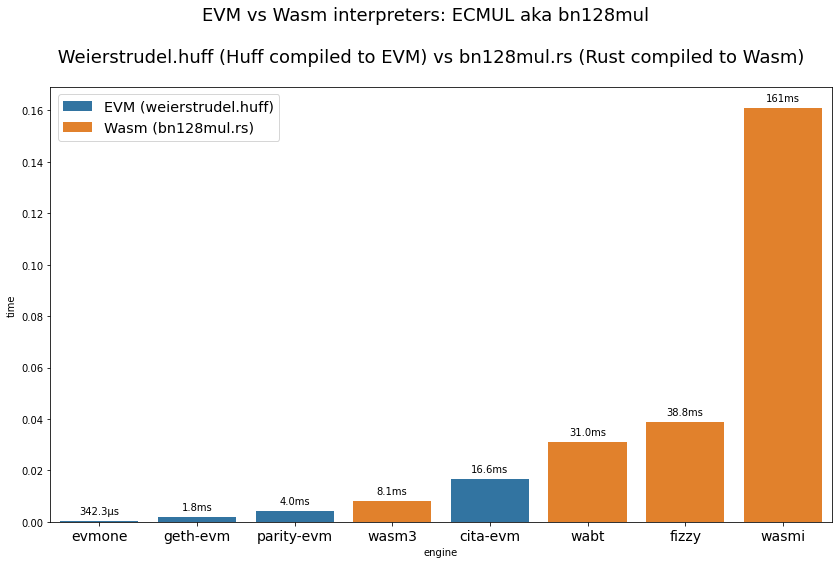 EVM vs Wasm interpreters: ECMUL aka bn128mul
Weierstrudel.huff (Huff compiled to EVM) vs bn128mul.rs (Rust compiled to Wasm)
EVM (weierstrudel.huff)
Wasm (bn128mul.rs)
time
0.16
0.14
0.12
0.10
0.08
0.06
0.04
0.02
0.00
342.3µs
1.8ms
4.0ms
8.1ms
16.6ms
31.0ms
38.8ms
161ms
evmone
geth-evm
parity-evm
wasm3
cita-evm
wabt
fizzy
wasmi
engine